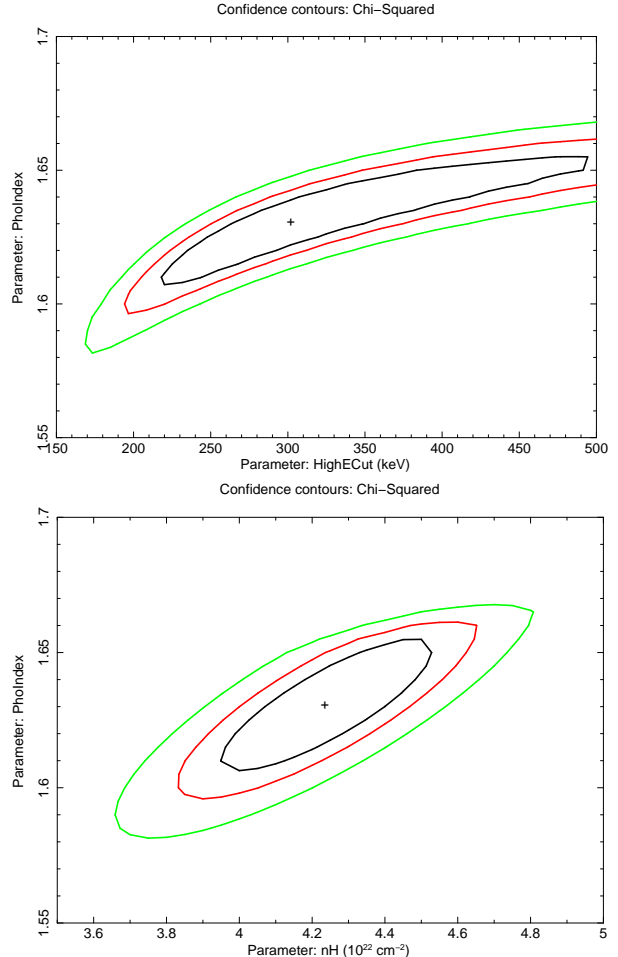 Confidence contours: Chi−Squared
1.7
1.65
1.6
1.55
Parameter: PhoIndex
150 200 250 300 350 400 450 500
Parameter: HighECut (keV)
Confidence contours: Chi−Squared
1.7
1.65
1.6
1.55
Parameter: PhoIndex
3.6 3.8 4 4.2 4.4 4.6 4.8 5
Parameter: nH (10²² cm⁻²)